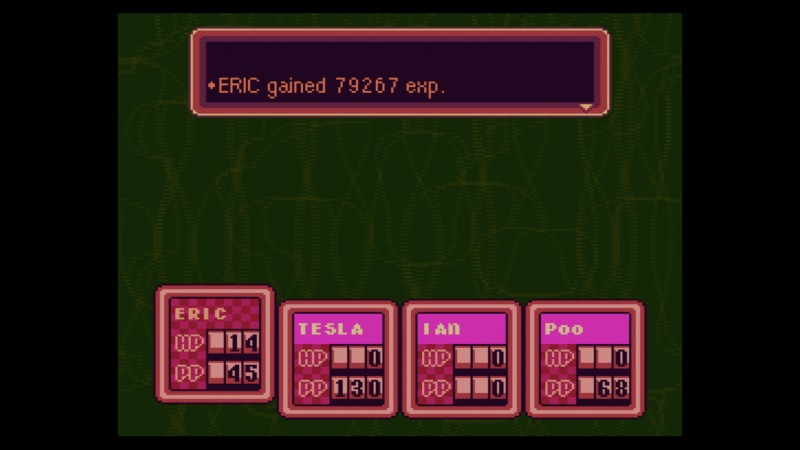 •ERIC gained 79267 exp.
ERIC
HP 14
PP 45
TESLA
HP 0
PP 130
IAN
HP 0
PP 0
Poo
HP 0
PP 68